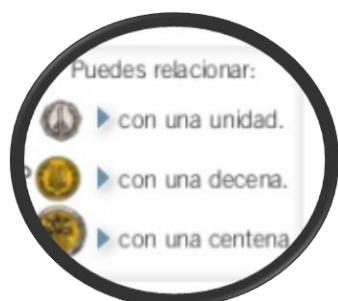 Puedes relacionar:
con una unidad.
con una decena.
con una centena